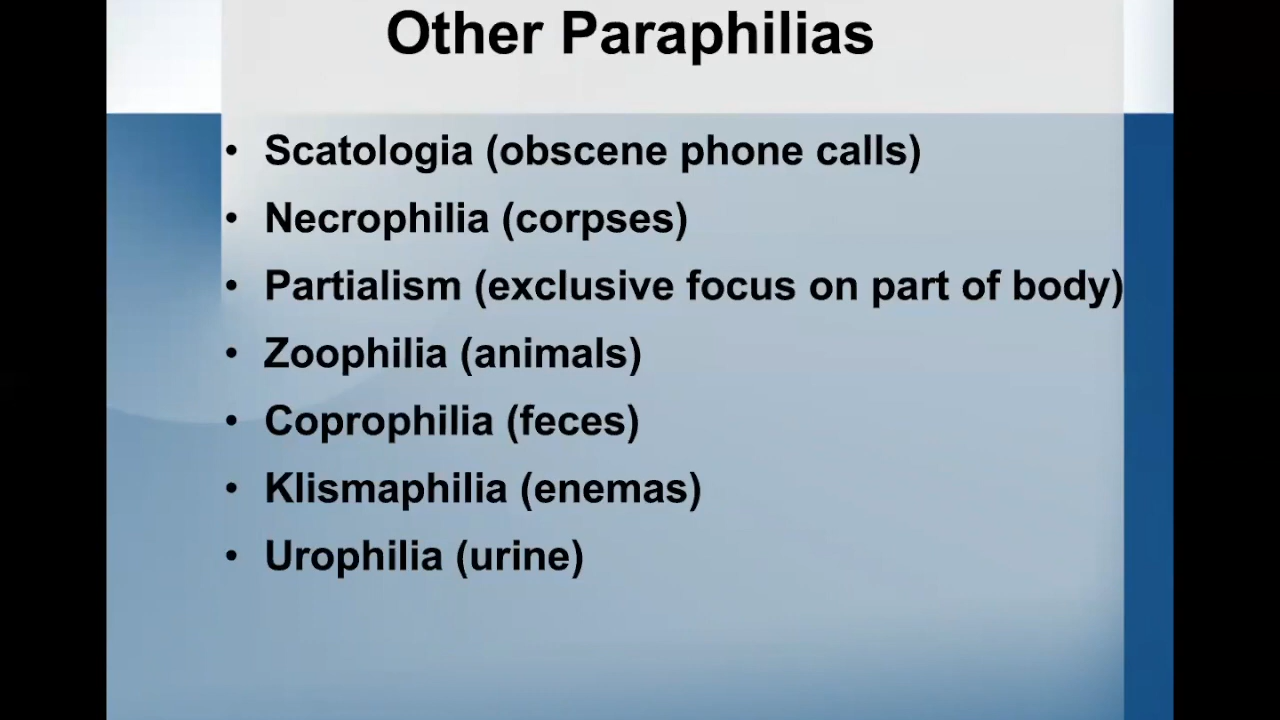 Other Paraphilias
• Scatologia (obscene phone calls)
• Necrophilia (corpses)
• Partialism (exclusive focus on part of body)
• Zoophilia (animals)
• Coprophilia (feces)
• Klismaphilia (enemas)
• Urophilia (urine)